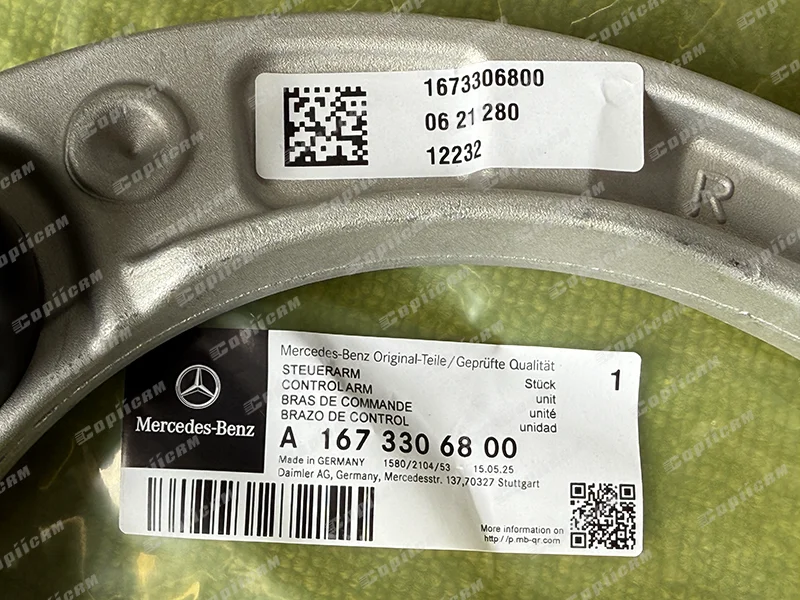 1673306800
06 21 280
12232
R
Mercedes-Benz Original-Teile/Geprüfte Qualität
STEUERARM
CONTROL ARM
BRAS DE COMMANDE
BRAZO DE CONTROL
Stück
unit
unité
unidad
1
Mercedes-Benz
A 167 330 68 00
Made in GERMANY 1580/2104/53 15.05.25
Daimler AG, Germany, Mercedesstr. 137,70327 Stuttgart
More information on
http://p.mb-qr.com
CopiiCAM